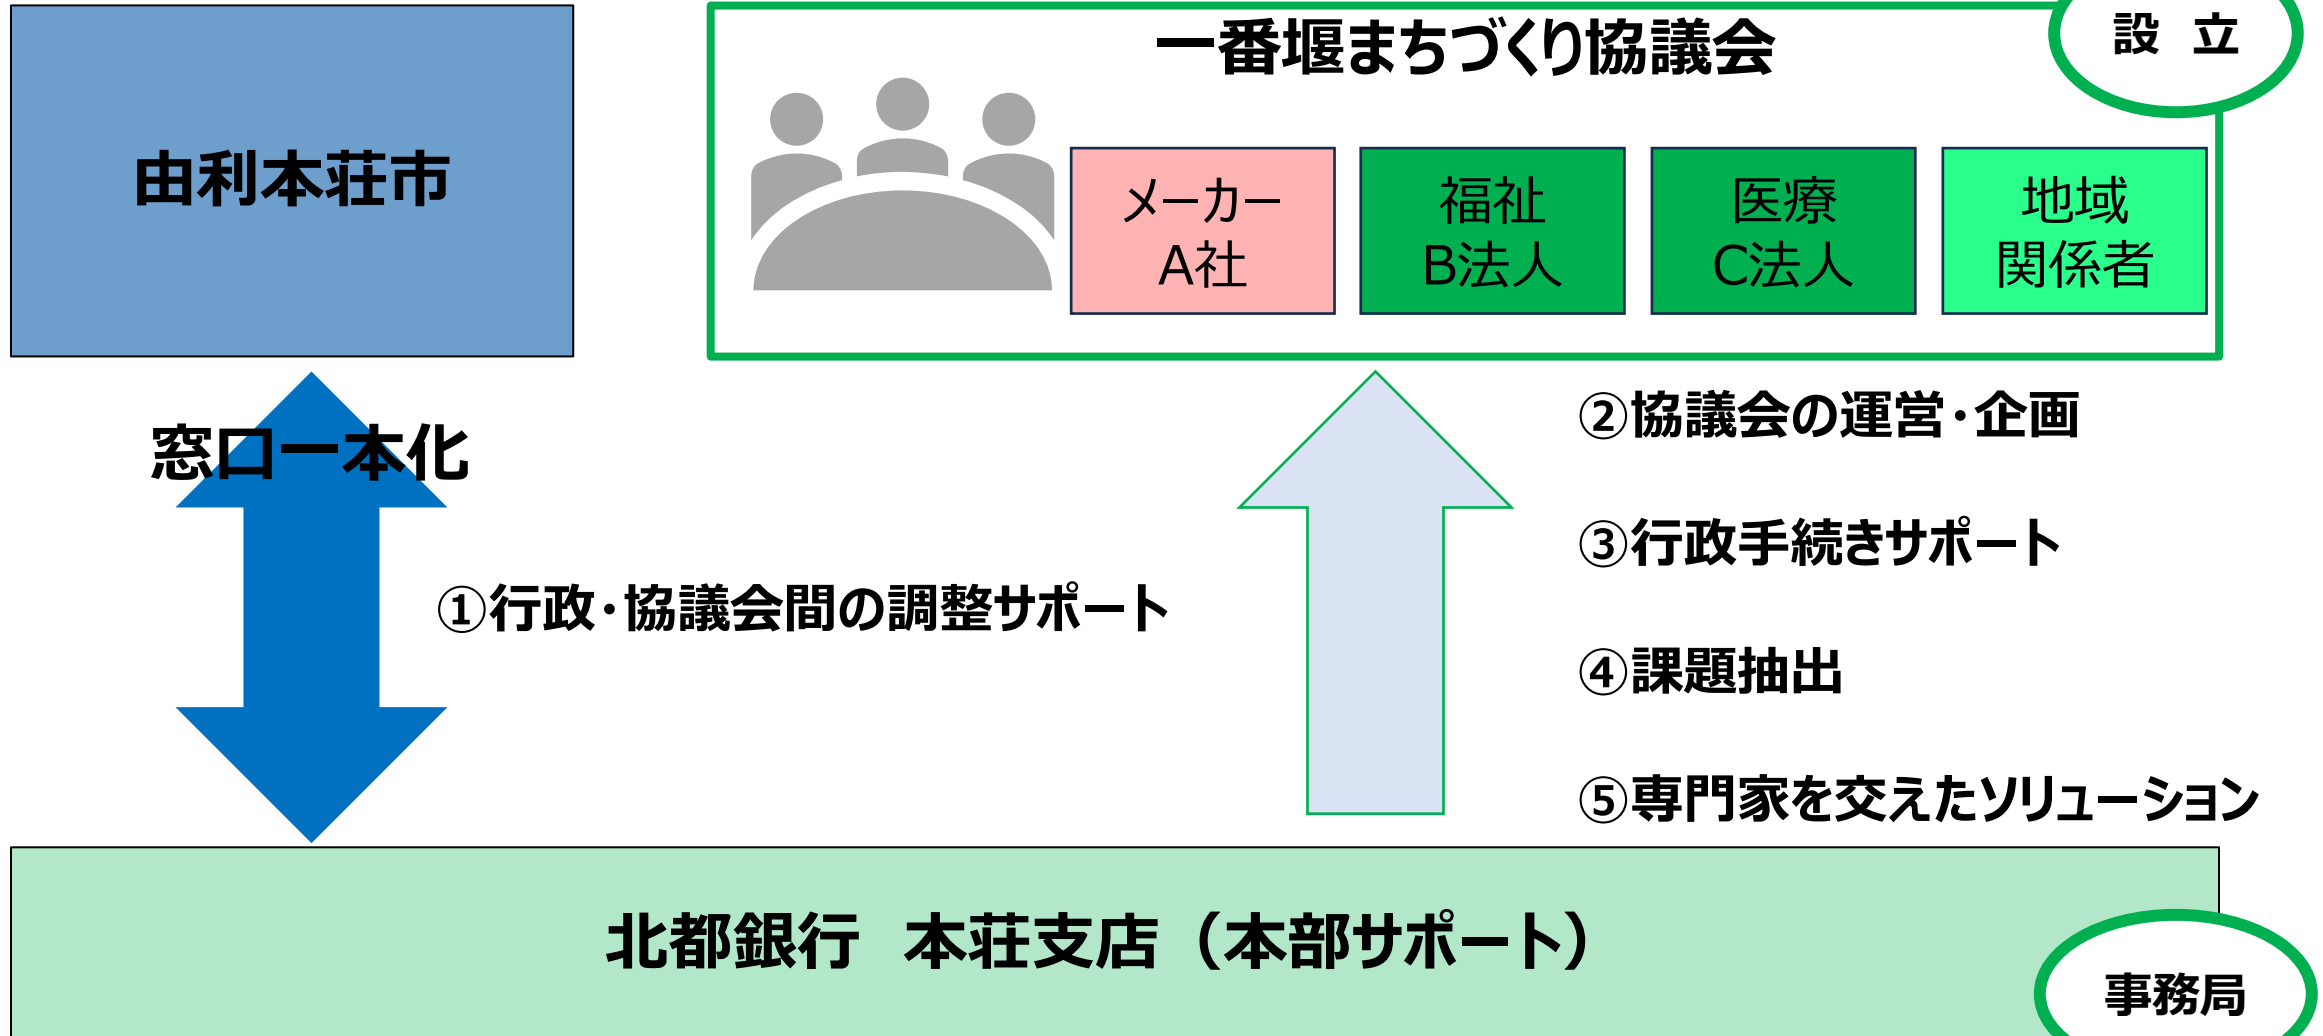 由利本荘市
一番堰まちづくり協議会
設　立
メーカー
A社
福祉
B法人
医療
C法人
地域
関係者
窓口一本化
①行政・協議会間の調整サポート
②協議会の運営・企画
③行政手続きサポート
④課題抽出
⑤専門家を交えたソリューション
北都銀行　本荘支店（本部サポート）
事務局